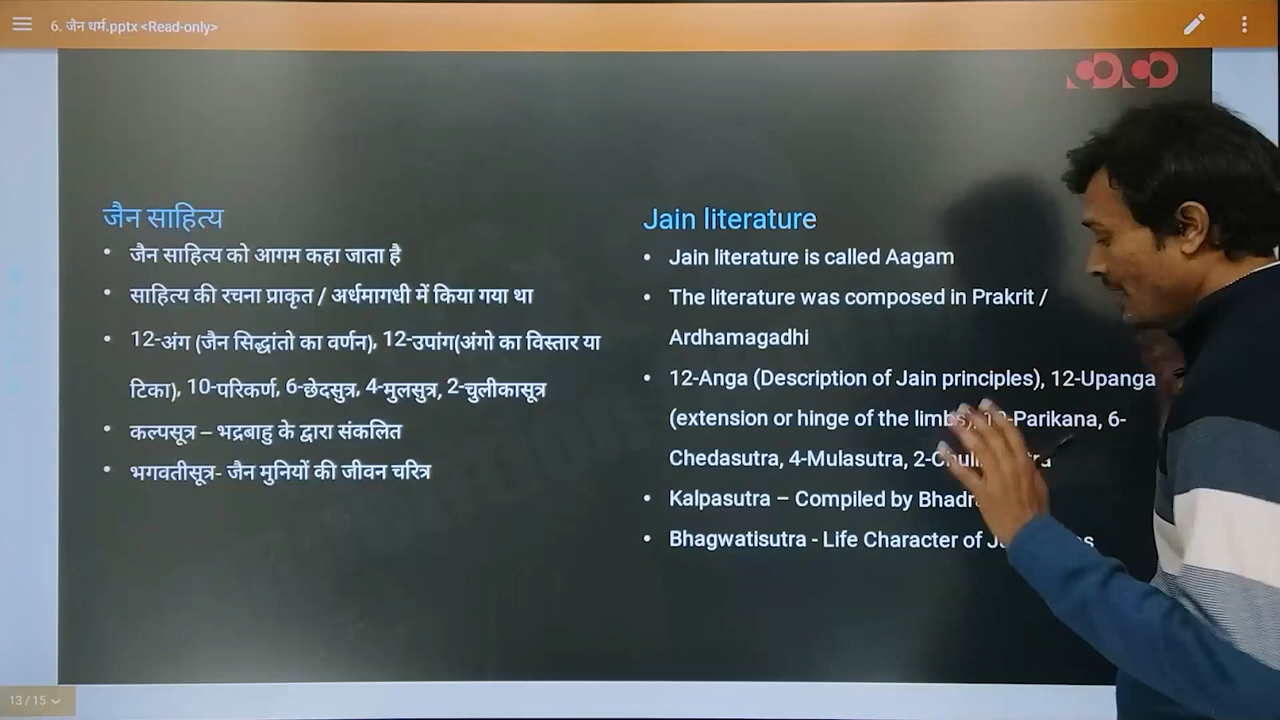 6. जैन धर्म.pptx <Read-only>
जैन साहित्य
• जैन साहित्य को आगम कहा जाता है
• साहित्य की रचना प्राकृत / अर्धमागधी में किया गया था
• 12-अंग (जैन सिद्धांतो का वर्णन), 12-उपांग(अंगो का विस्तार या
टिका), 10-परिकर्ण, 6-छेदसुत्र, 4-मुलसुत्र, 2-चुलीकासूत्र
• कल्पसूत्र – भद्रबाहु के द्वारा संकलित
• भगवतीसूत्र- जैन मुनियों की जीवन चरित्र
Jain literature
• Jain literature is called Aagam
• The literature was composed in Prakrit /
Ardhamagadhi
• 12-Anga (Description of Jain principles), 12-Upanga
(extension or hinge of the limbs), 10-Parikana, 6-
Chedasutra, 4-Mulasutra,
• Kalpasutra – Compiled by
• Bhagwatisutra - Life Character of
13 / 15